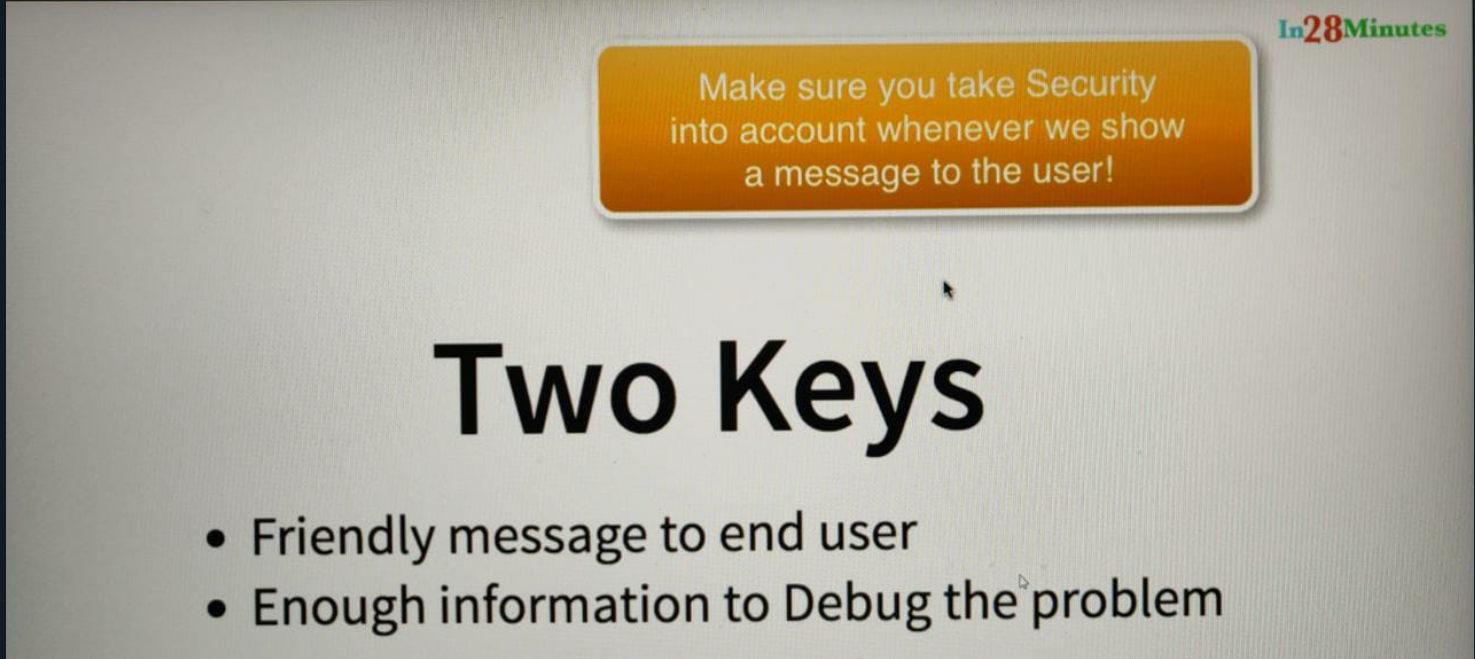 In28Minutes
Make sure you take Security
into account whenever we show
a message to the user!
Two Keys
• Friendly message to end user
• Enough information to Debug the problem